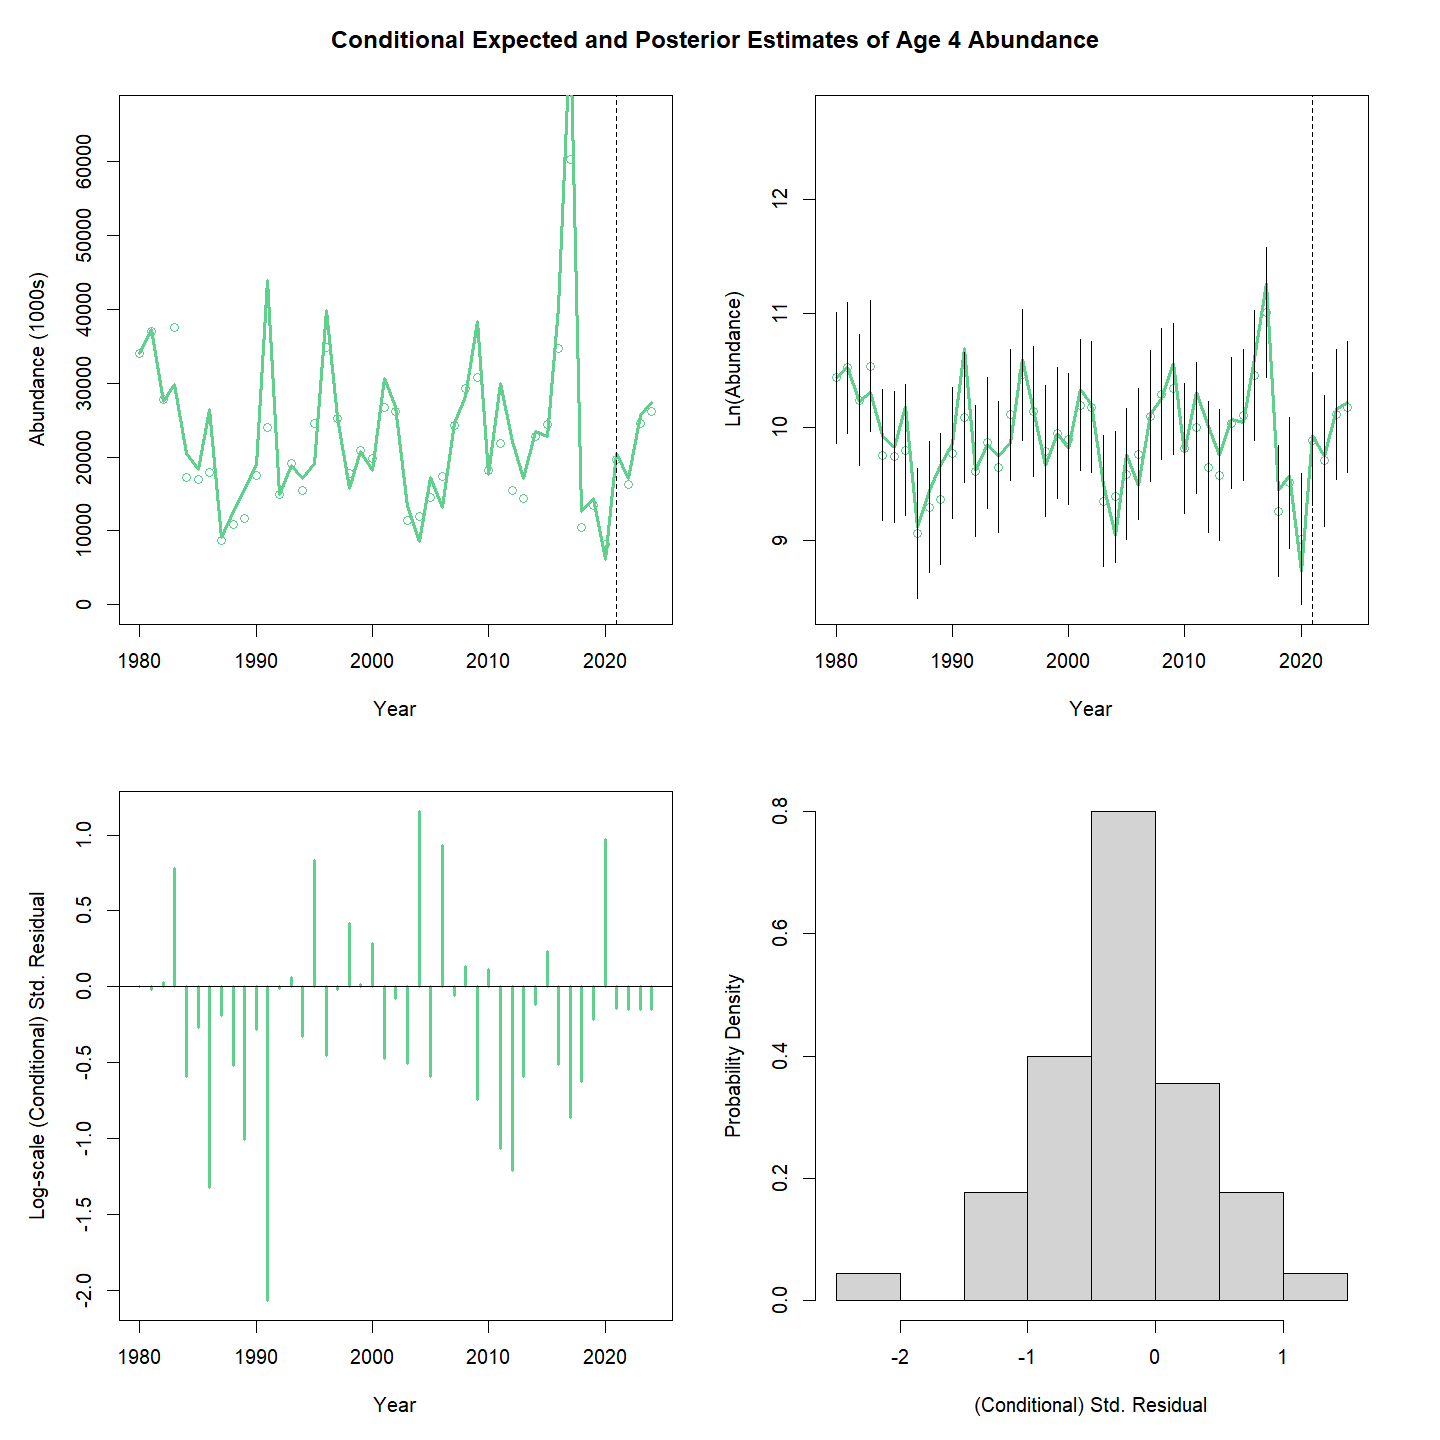 Conditional Expected and Posterior Estimates of Age 4 Abundance
Abundance (1000s)
0 10000 20000 30000 40000 50000 60000
1980 1990 2000 2010 2020
Year
Ln(Abundance)
9 10 11 12
1980 1990 2000 2010 2020
Year
Log-scale (Conditional) Std. Residual
-2.0 -1.5 -1.0 -0.5 0.0 0.5 1.0
1980 1990 2000 2010 2020
Year
Probability Density
0.0 0.2 0.4 0.6 0.8
-2 -1 0 1
(Conditional) Std. Residual